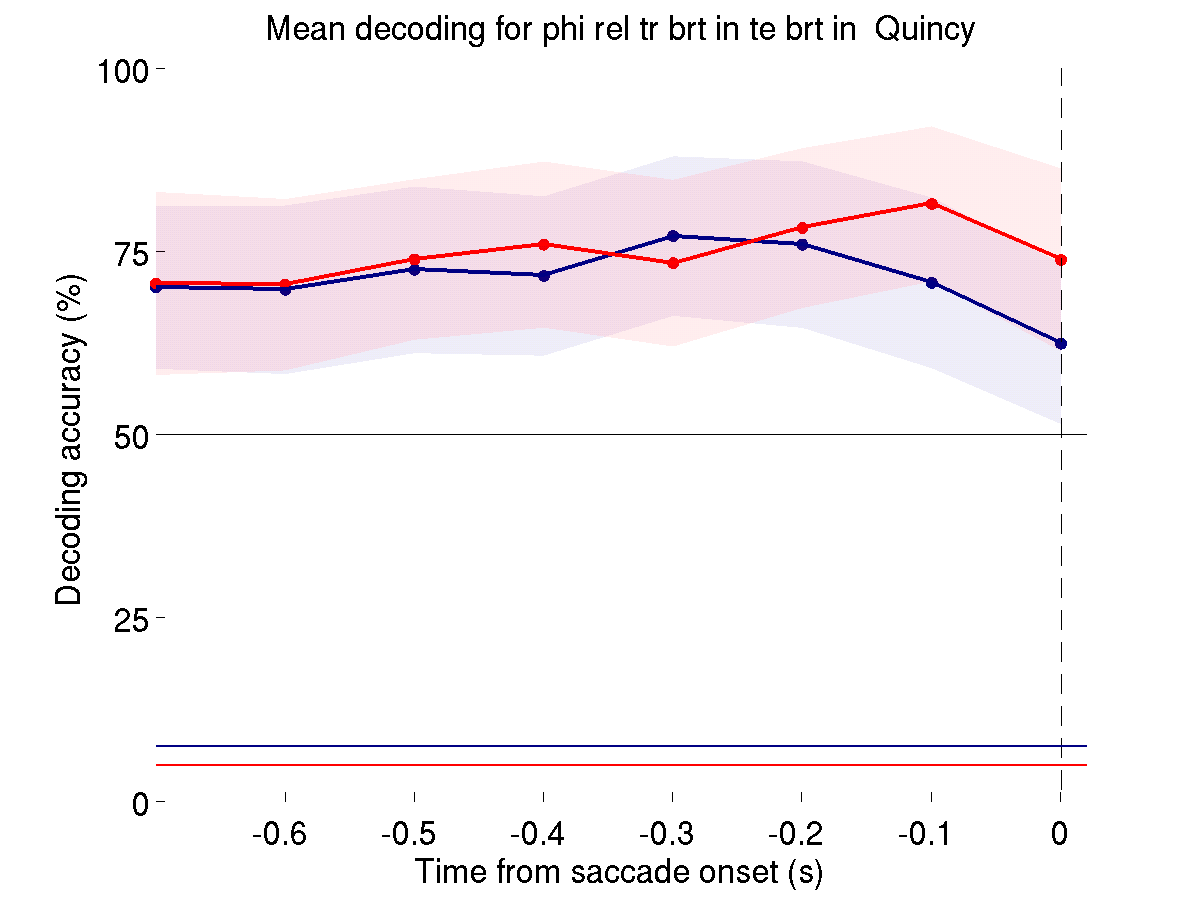 Mean decoding for phi rel tr brt in te brt in  Quincy
100
75
50
25
0
Decoding accuracy (%)
-0.6 -0.5 -0.4 -0.3 -0.2 -0.1 0
Time from saccade onset (s)